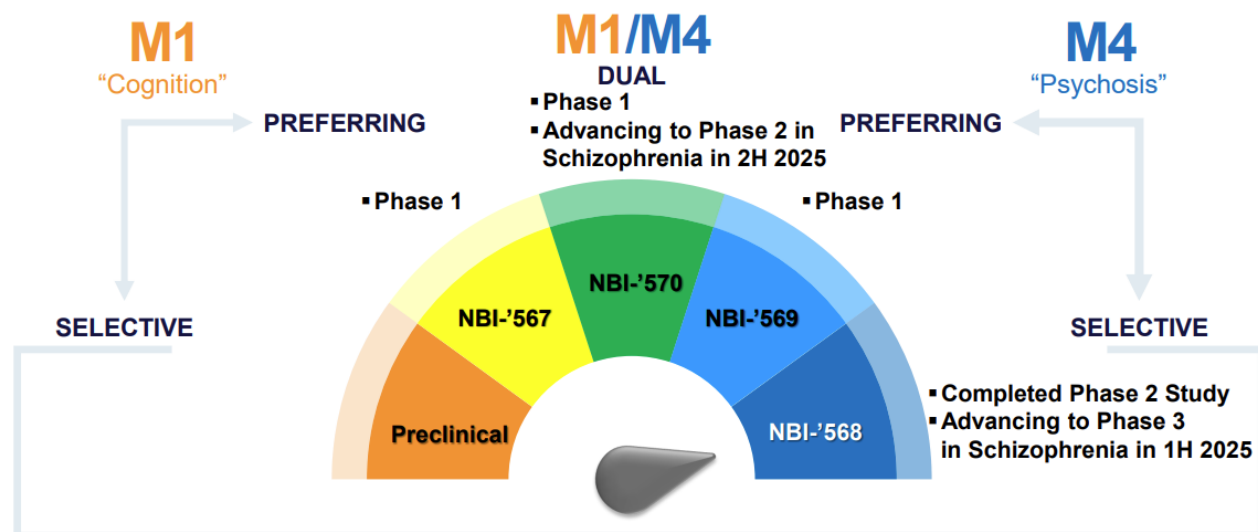 M1
“Cognition”
PREFERRING
SELECTIVE
M1/M4
DUAL
▪ Phase 1
▪ Advancing to Phase 2 in
Schizophrenia in 2H 2025
M4
“Psychosis”
PREFERRING
SELECTIVE
▪ Phase 1
▪ Phase 1
NBI-’570
NBI-’567
NBI-’569
Preclinical
NBI-’568
▪ Completed Phase 2 Study
▪ Advancing to Phase 3
in Schizophrenia in 1H 2025